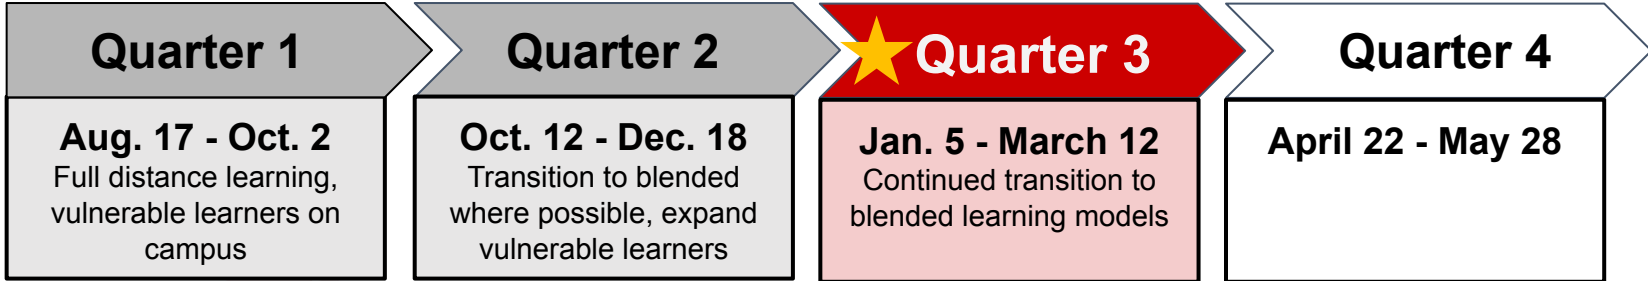 Quarter 1
Aug. 17 - Oct. 2
Full distance learning,
vulnerable learners on
campus
Quarter 2
Oct. 12 - Dec. 18
Transition to blended
where possible, expand
vulnerable learners
Quarter 3
Jan. 5 - March 12
Continued transition to
blended learning models
Quarter 4
April 22 - May 28